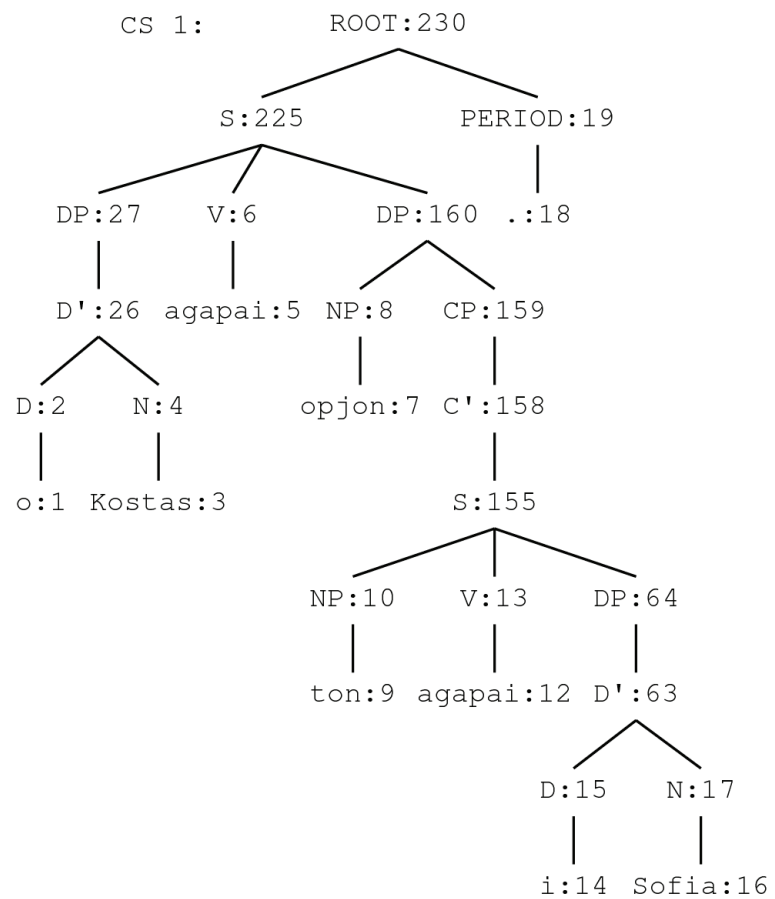 CS 1: ROOT:230
S:225 PERIOD:19
DP:27 V:6 DP:160 .:18
D':26 agapai:5 NP:8 CP:159
D:2 N:4 opjon:7 C':158
o:1 Kostas:3 S:155
NP:10 V:13 DP:64
ton:9 agapai:12 D':63
D:15 N:17
i:14 Sofia:16